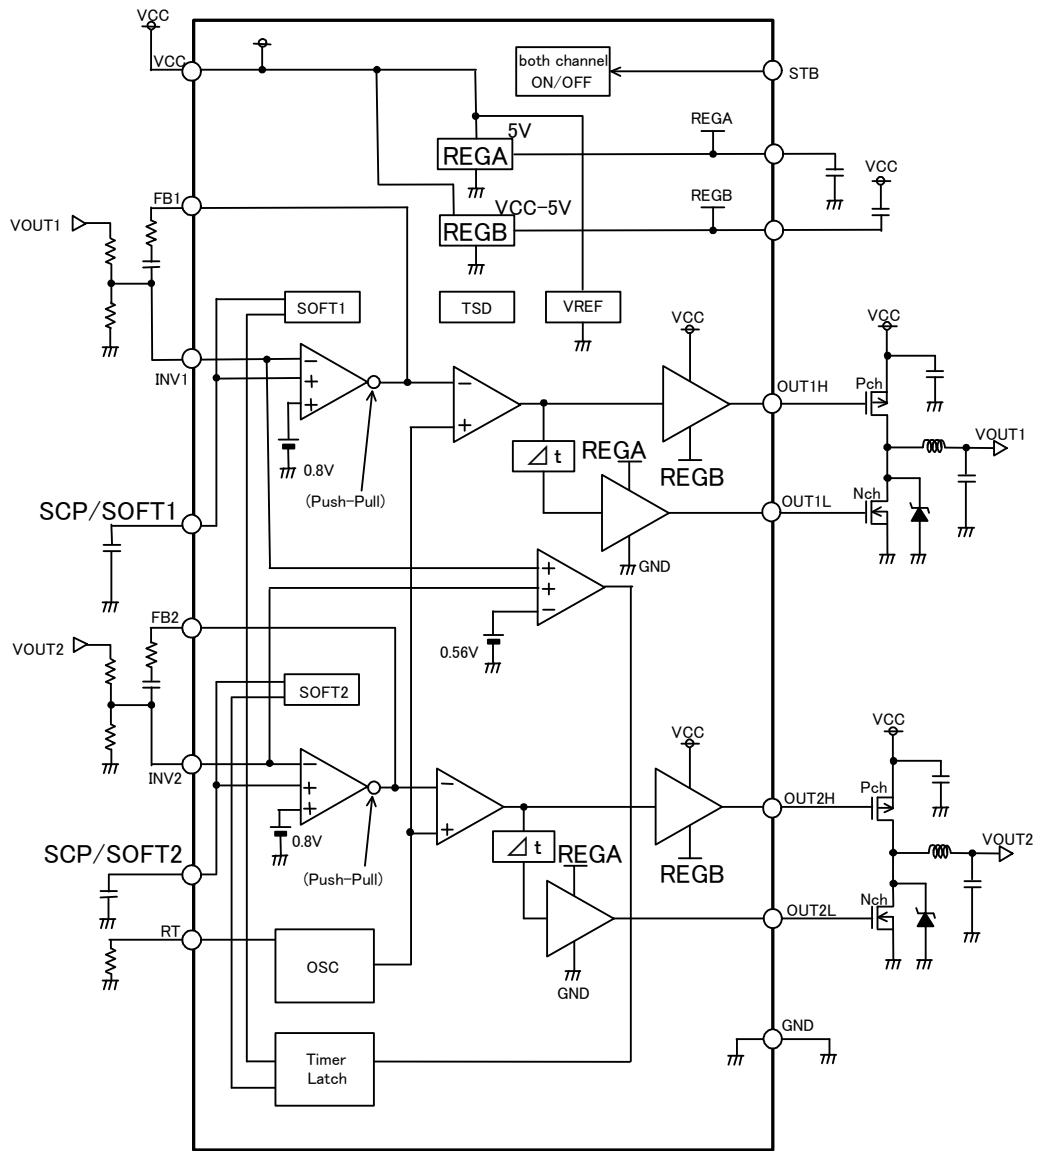 VCC
VCC
both channel
ON/OFF
STB
5V
REGA
REGA
VCC
FB1
VCC-5V
REGB
REGB
VOUT1
SOFT1
TSD
VREF
VCC
VCC
INV1
−
+
+
−
+
OUT1H
Pch
0.8V
⊿t
REGA
REGB
VOUT1
(Push-Pull)
SCP/SOFT1
OUT1L
Nch
GND
+
+
−
FB2
VOUT2
0.56V
SOFT2
VCC
VCC
INV2
−
+
+
−
+
OUT2H
Pch
0.8V
⊿t
REGA
REGB
VOUT2
SCP/SOFT2
(Push-Pull)
OUT2L
Nch
RT
OSC
GND
GND
Timer
Latch